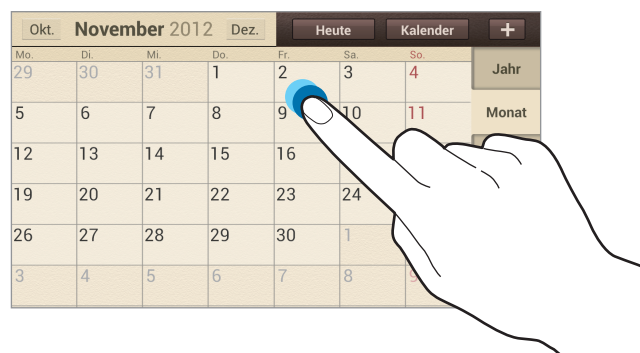 Okt. November 2012 Dez. Heute Kalender +
Mo. Di. Mi. Do. Fr. Sa. So.
29 30 31 1 2 3 4
Jahr
5 6 7 8 9 10 11
Monat
12 13 14 15 16
19 20 21 22 23 24
26 27 28 29 30 1
3 4 5 6 7 8 9